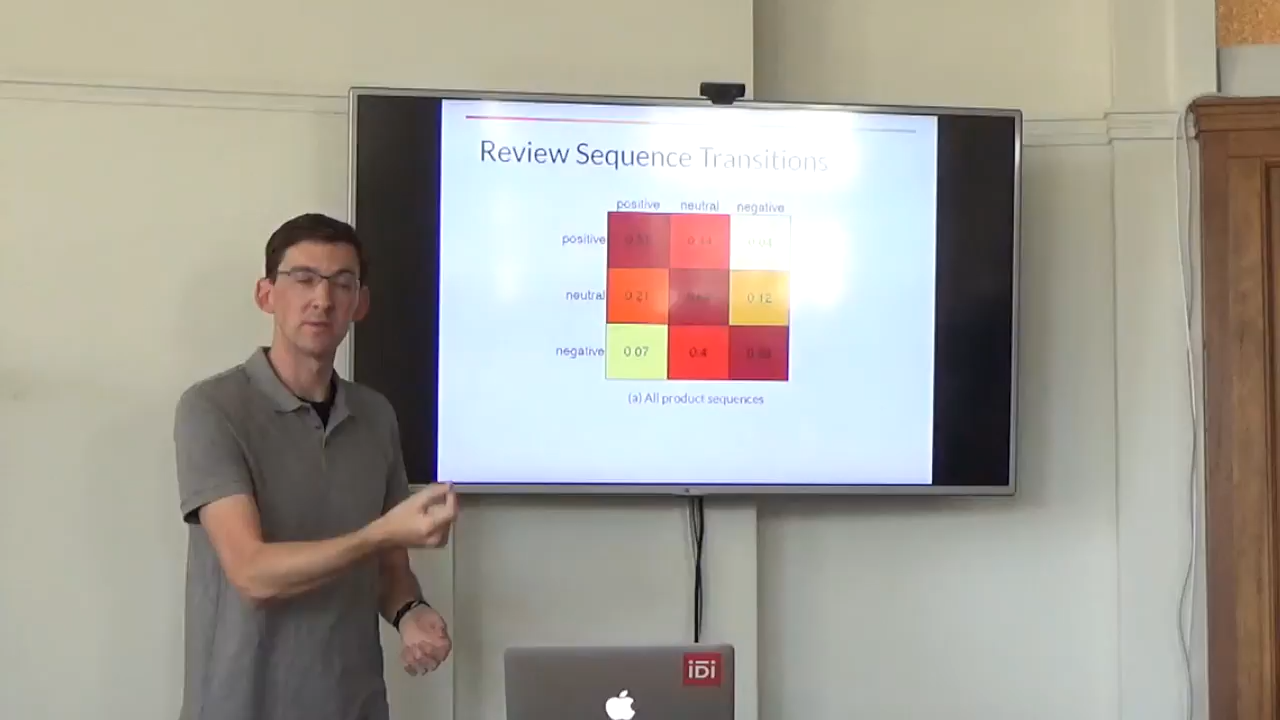 Review Sequence Transitions
positive neutral negative
positive
neutral 0.21 0.12
negative 0.07 0.4
(a) All product sequences
iDi